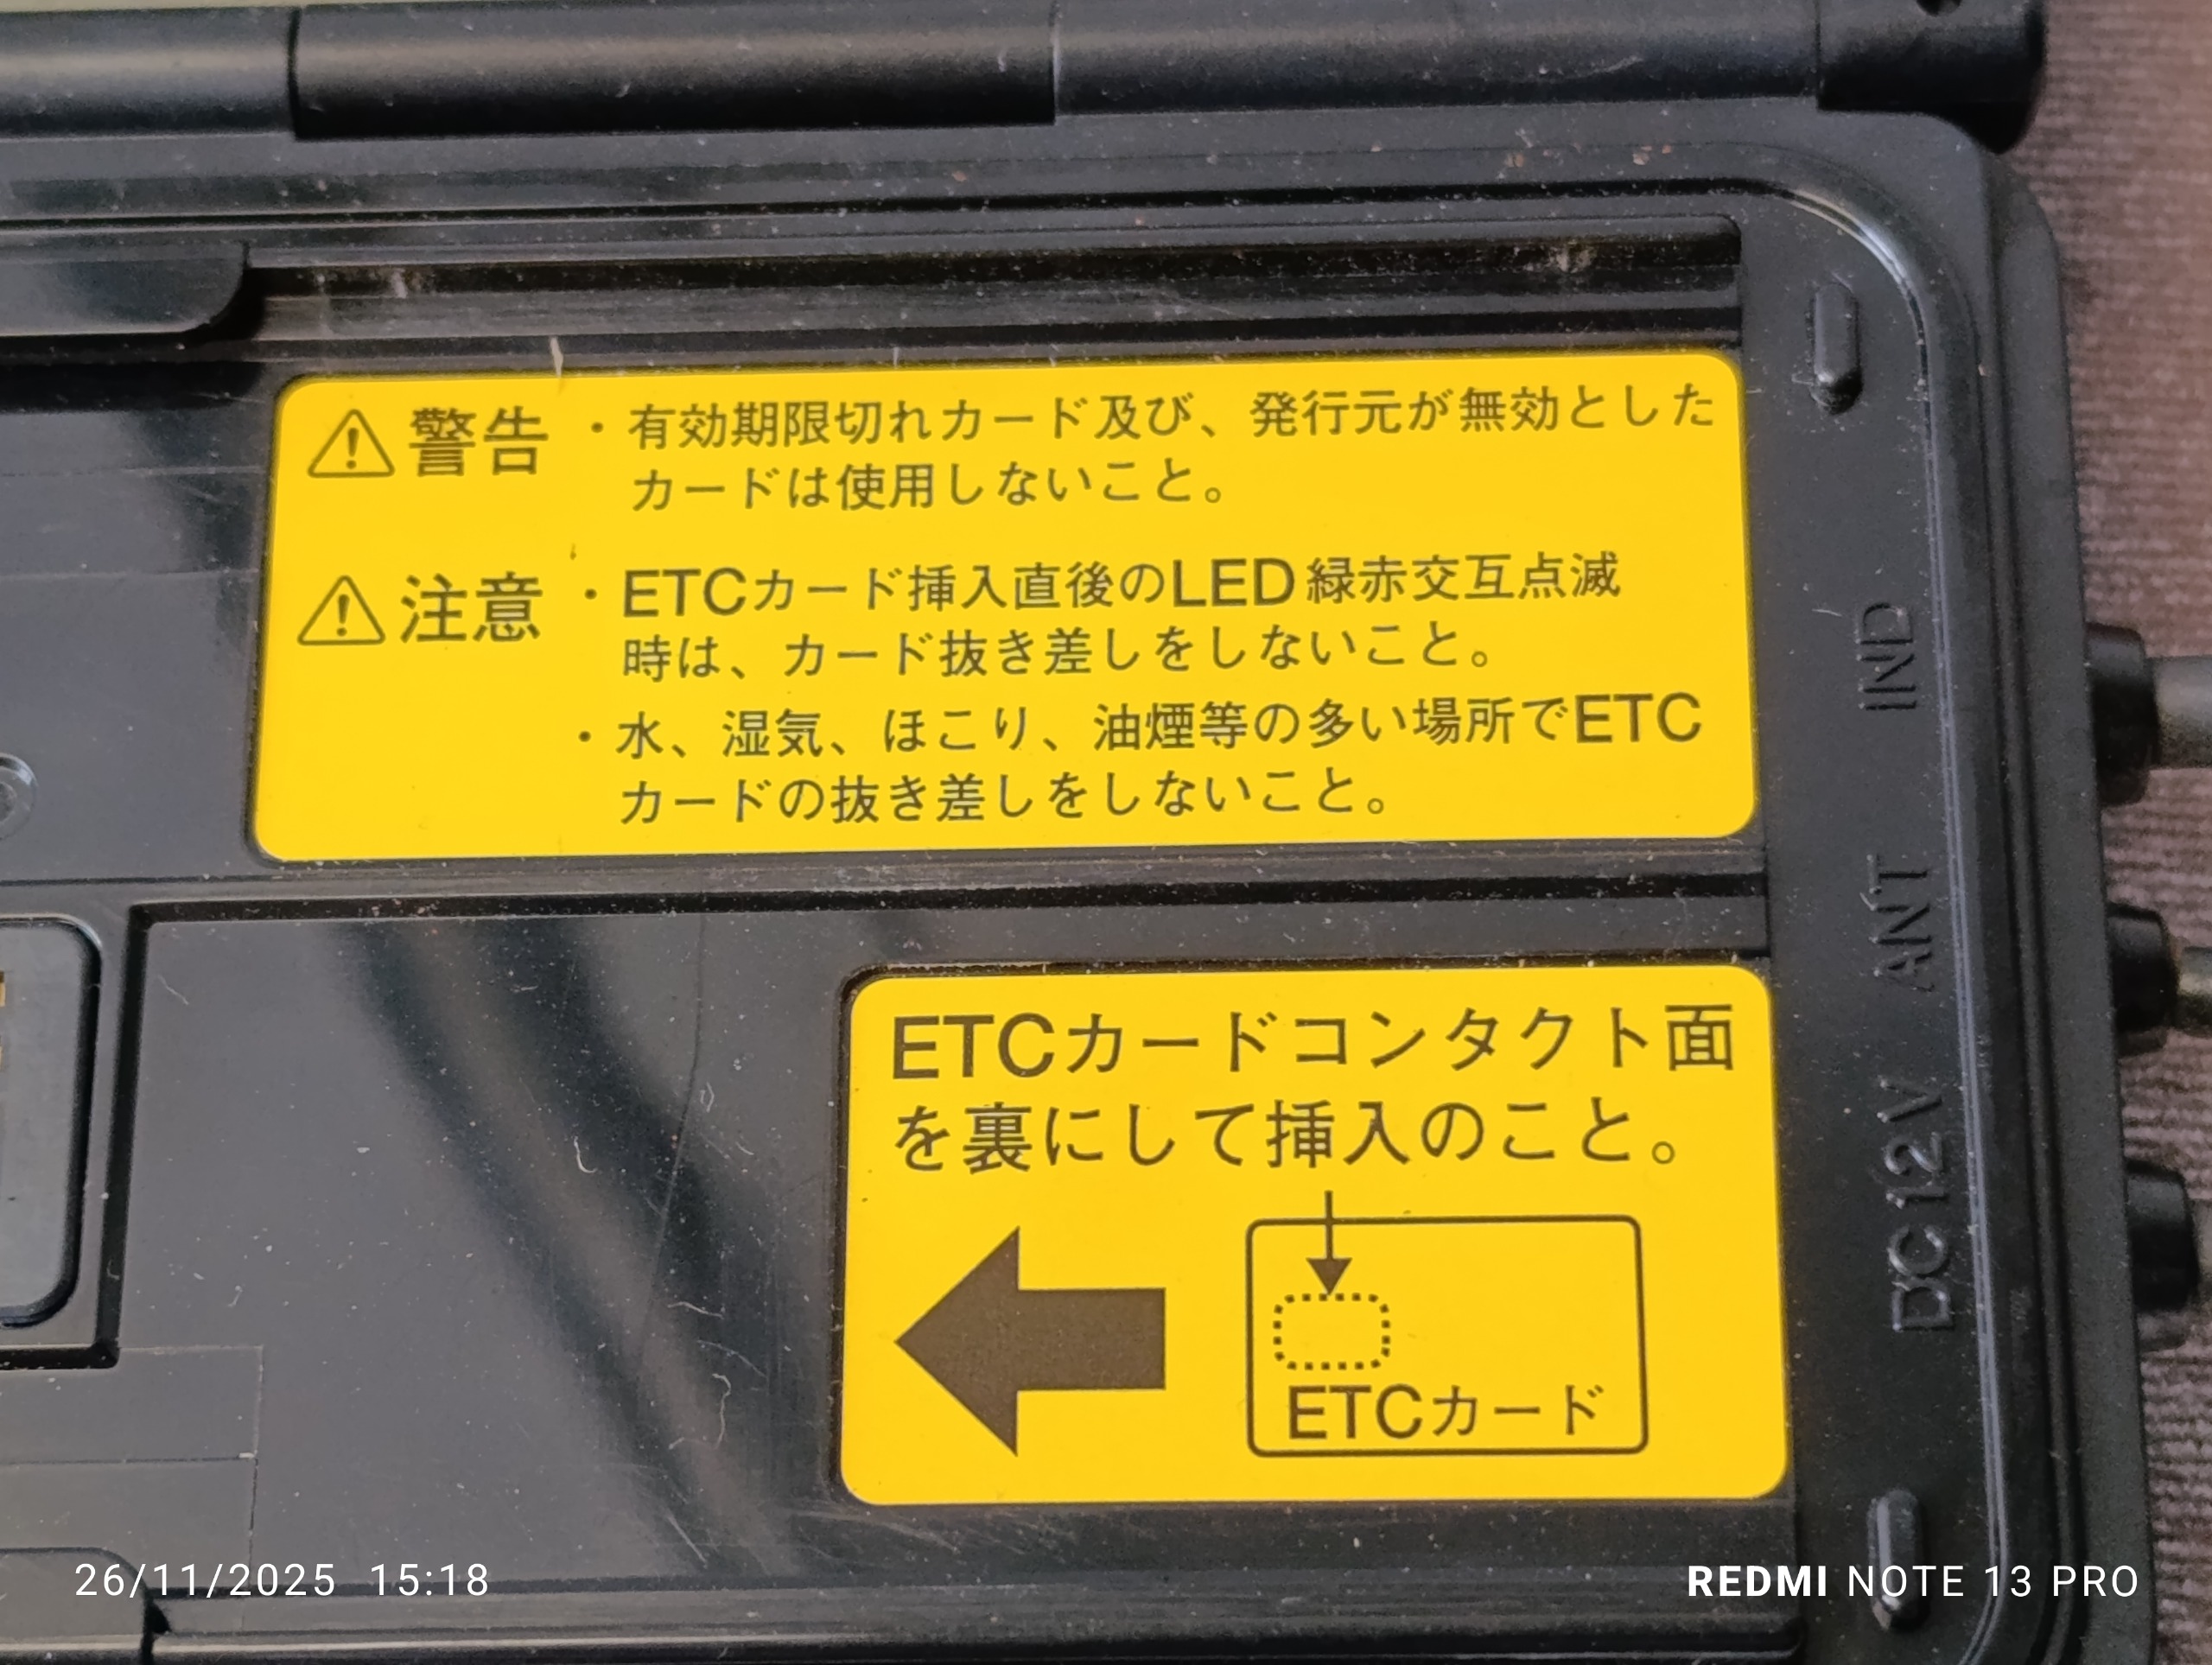 ⚠警告 ・有効期限切れカード及び、発行元が無効とした
カードは使用しないこと。
⚠注意 ・ETCカード挿入直後のLED緑赤交互点滅
時は、カード抜き差しをしないこと。
・水、湿気、ほこり、油煙等の多い場所でETC
カードの抜き差しをしないこと。
ETCカードコンタクト面
を裏にして挿入のこと。
ETCカード
IND
ANT
DC12V
26/11/2025 15:18
REDMI NOTE 13 PRO